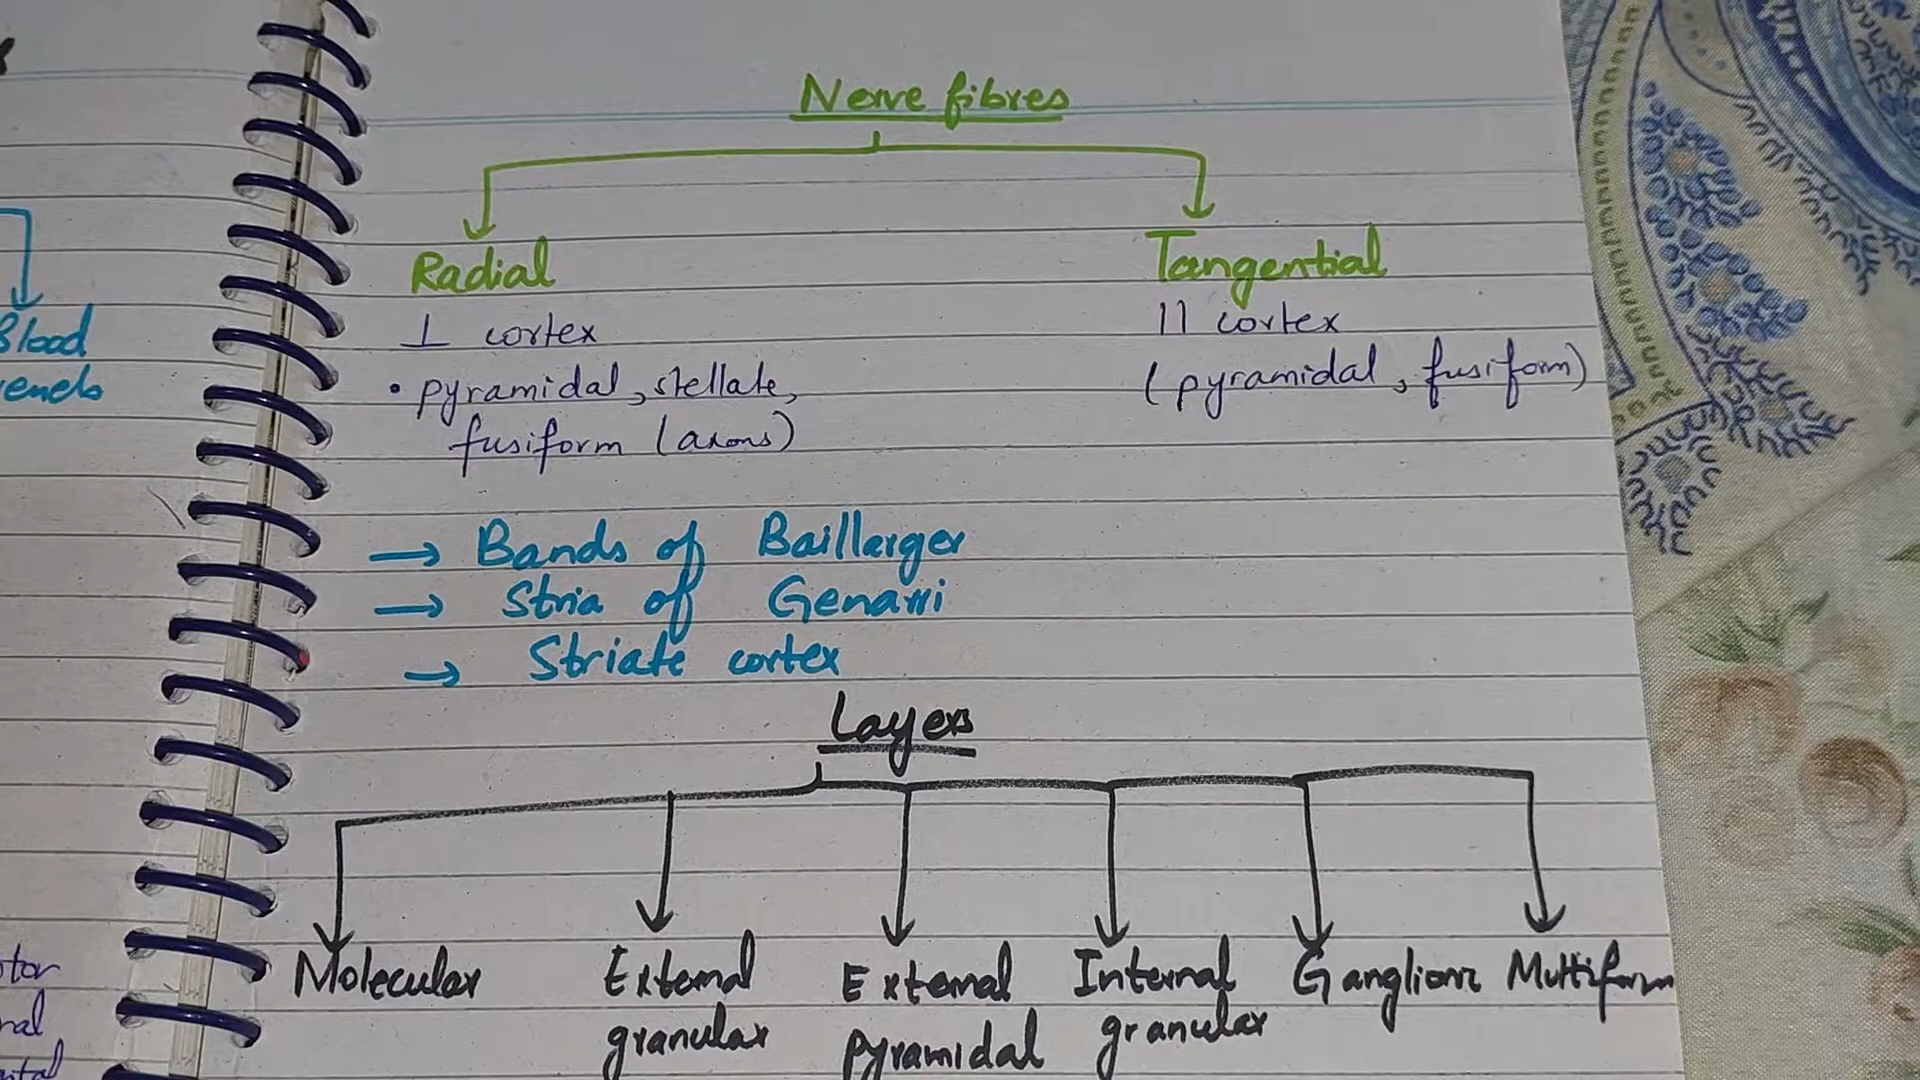 Nerve fibres
Radial
Tangential
⊥ cortex
|| cortex
• pyramidal, stellate,
fusiform (axons)
(pyramidal, fusiform)
→ Bands of Baillarger
→ Stria of Genarri
→ Striate cortex
Layers
Molecular
External
granular
External
pyramidal
Internal
granular
Ganglionic
Multiform
Blood